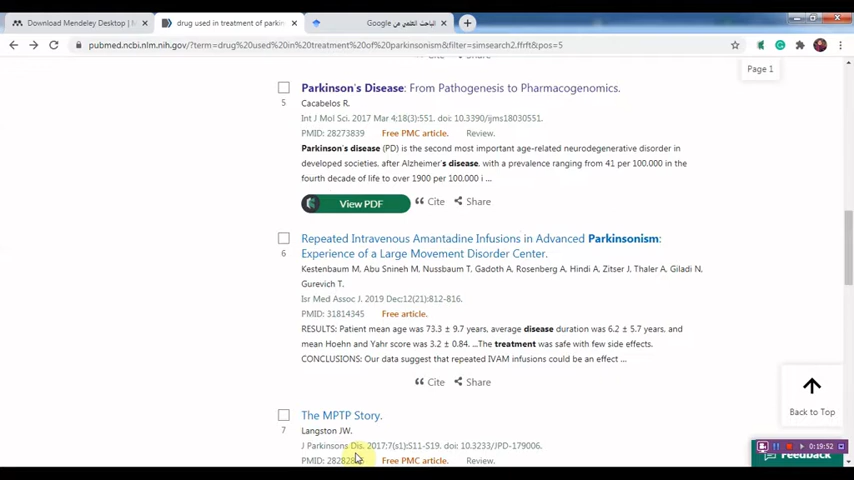 Download Mendeley Desktop | M
drug used in treatment of parkin
الباحث العلمي من Google
pubmed.ncbi.nlm.nih.gov/?term=drug%20used%20in%20treatment%20of%20parkinsonism&filter=simsearch2.ffrft&pos=5
Cite
Share
Page 1
Parkinson's Disease: From Pathogenesis to Pharmacogenomics.
5
Cacabelos R.
Int J Mol Sci. 2017 Mar 4;18(3):551. doi: 10.3390/ijms18030551.
PMID: 28273839 Free PMC article. Review.
Parkinson's disease (PD) is the second most important age-related neurodegenerative disorder in
developed societies, after Alzheimer's disease, with a prevalence ranging from 41 per 100,000 in
the fourth decade of life to over 1900 per 100,000 i ...
View PDF
Cite
Share
Repeated Intravenous Amantadine Infusions in Advanced Parkinsonism:
6
Experience of a Large Movement Disorder Center.
Kestenbaum M, Abu Snineh M, Nussbaum T, Gadoth A, Rosenberg A, Hindi A, Zitser J, Thaler A, Giladi N,
Gurevich T.
Isr Med Assoc J. 2019 Dec;12(21):812-816.
PMID: 31814345 Free article.
RESULTS: Patient mean age was 73.3 ± 9.7 years, average disease duration was 6.2 ± 5.7 years, and
mean Hoehn and Yahr score was 3.2 ± 0.84. ...The treatment was safe with few side effects.
CONCLUSIONS: Our data suggest that repeated IVAM infusions could be an effect ...
Cite
Share
Back to Top
The MPTP Story.
7
Langston JW.
J Parkinsons Dis. 2017;7(s1):S11-S19. doi: 10.3233/JPD-179006.
PMID: Free PMC article. Review.
0:19:52
Feedback